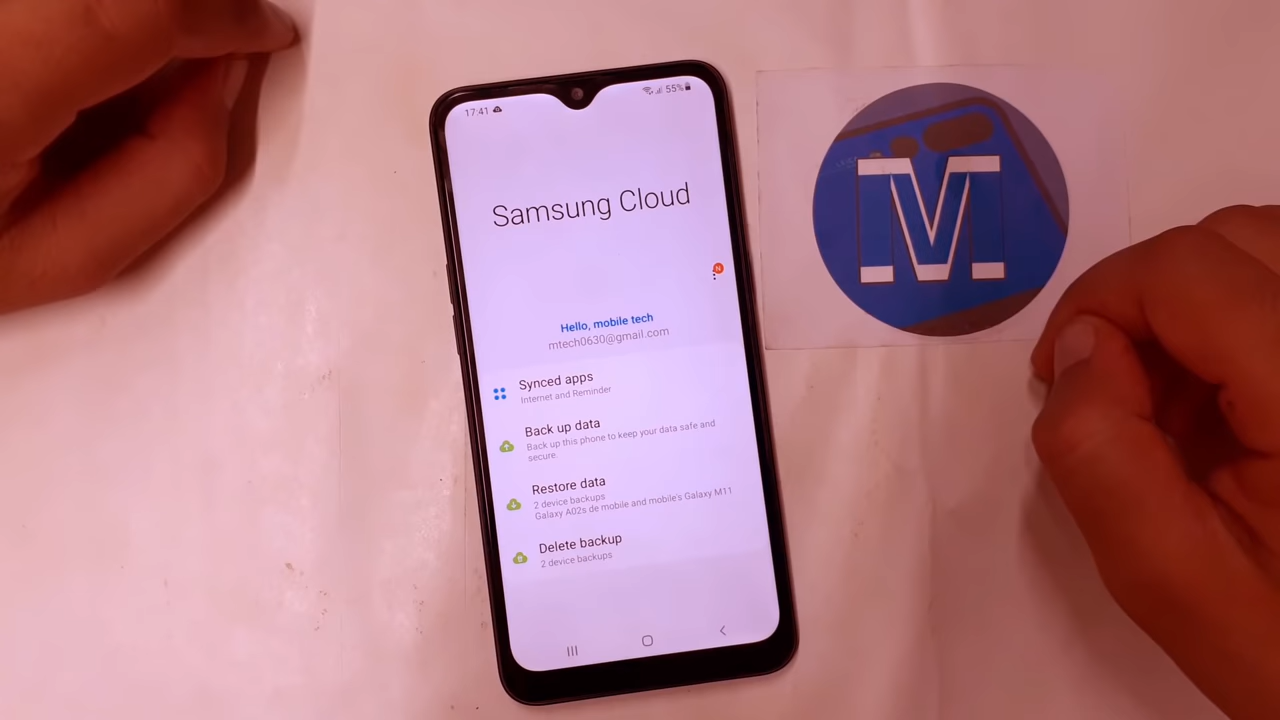 17:41
55%
Samsung Cloud
N
Hello, mobile tech
mtech0630@gmail.com
Synced apps
Internet and Reminder
Back up data
Back up this phone to keep your data safe and
secure.
Restore data
2 device backups
Galaxy A02s de mobile and mobile's Galaxy M11
Delete backup
2 device backups
M